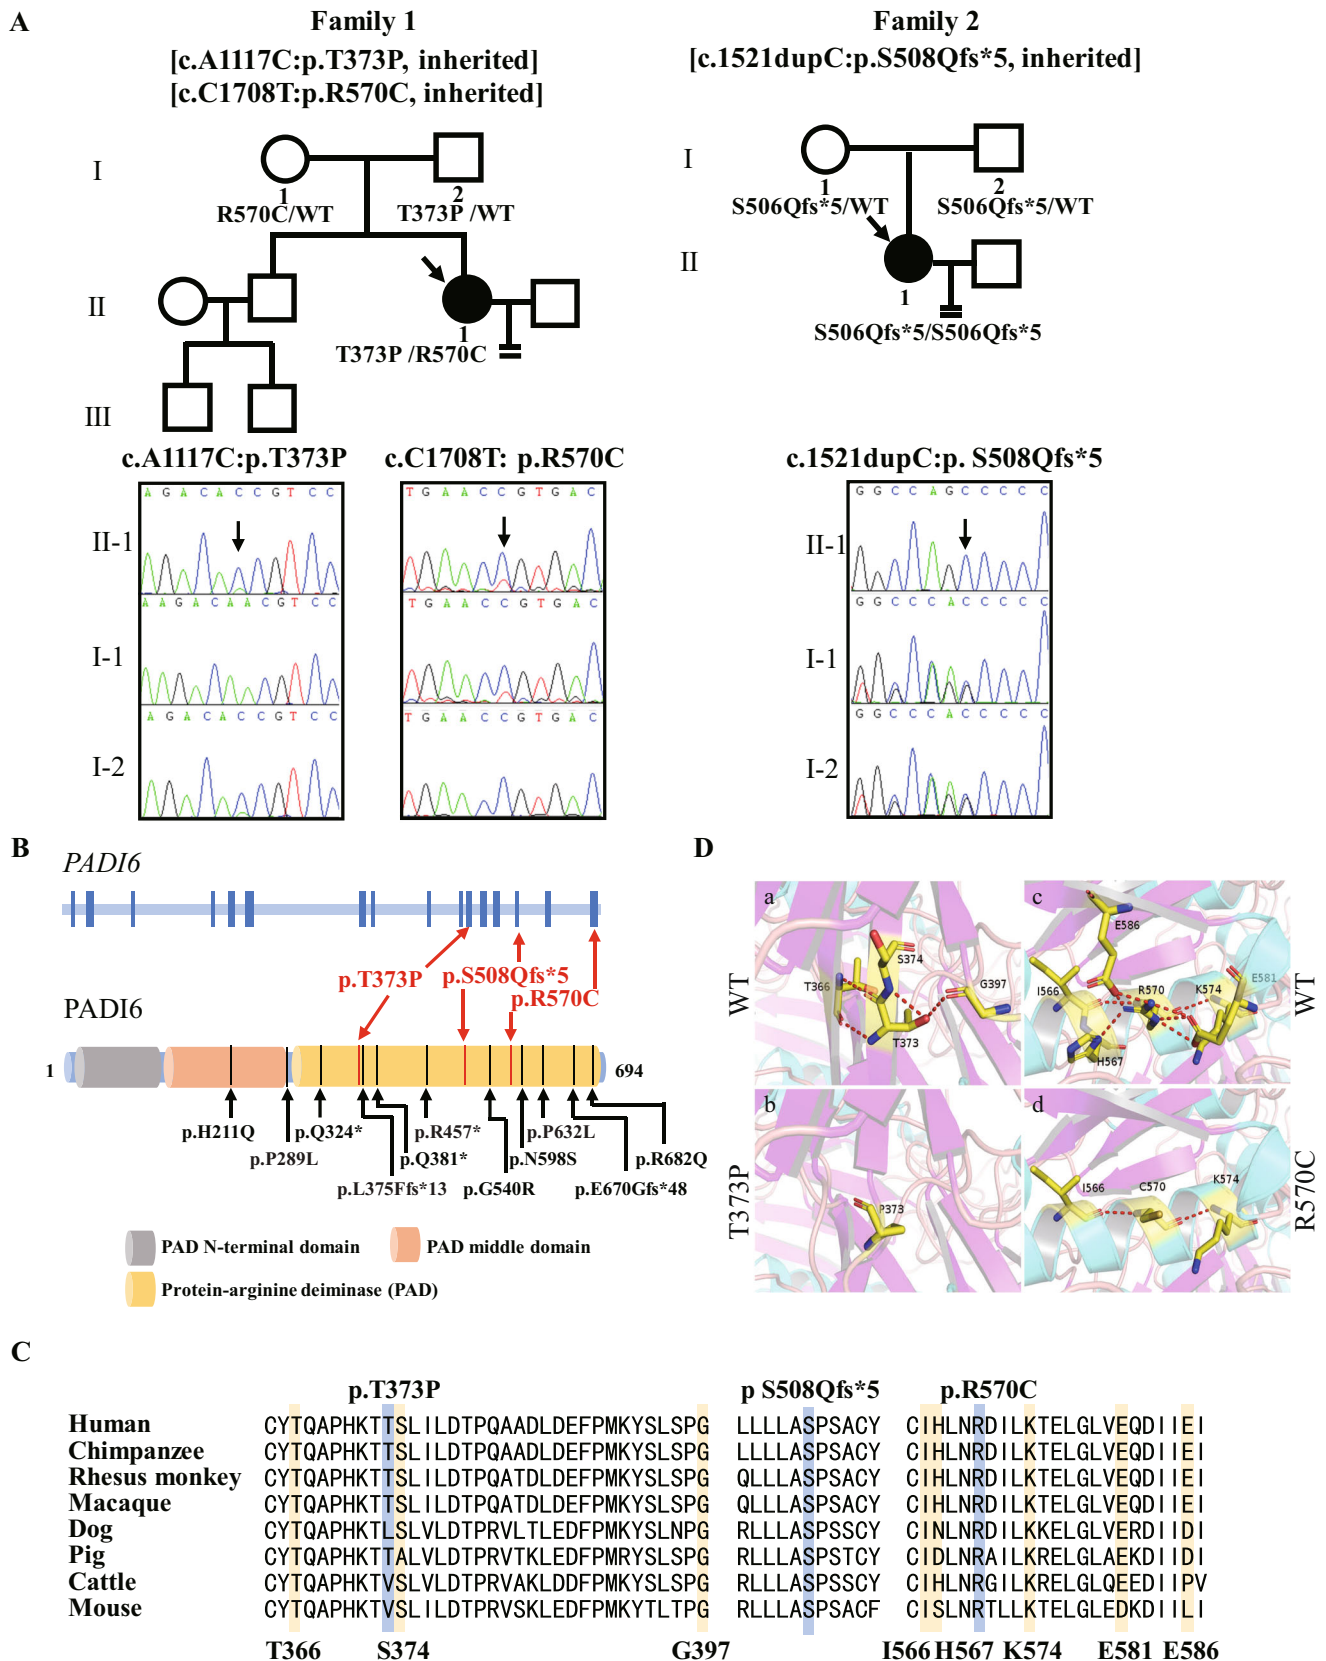 A
Family 1
[c.A1117C:p.T373P, inherited]
[c.C1708T:p.R570C, inherited]
Family 2
[c.1521dupC:p.S508Qfs*5, inherited]
I
1
2
R570C/WT
T373P /WT
II
1
T373P /R570C
III
I
1
2
S506Qfs*5/WT
S506Qfs*5/WT
II
1
S506Qfs*5/S506Qfs*5
c.A1117C:p.T373P
c.C1708T: p.R570C
c.1521dupC:p. S508Qfs*5
II-1
A G A C A C C G T C C
T G A A C C G T G A C
II-1
G G C C A G C C C C C
I-1
A A G A C A A C G T C C
T G A A C C G T G A C
I-1
G G C C C A C C C C C
I-2
A G A C A C C G T C C
T G A A C C G T G A C
I-2
G G C C C A C C C C C
B
PADI6
p.T373P
p.S508Qfs*5
p.R570C
PADI6
1
694
p.H211Q
p.Q324*
p.R457*
p.P632L
p.P289L
p.Q381*
p.N598S
p.R682Q
p.L375Ffs*13
p.G540R
p.E670Gfs*48
PAD N-terminal domain
PAD middle domain
Protein-arginine deiminase (PAD)
D
WT
a
T366
S374
G397
T373
c
E586
I566
R570
K574
E581
H567
WT
T373P
b
P373
d
I566
C570
K574
R570C
C
p.T373P
p S508Qfs*5
p.R570C
Human CYTQAPHKTTSLILDTPQAADLDEFPMKYSLSPG LLLLASPSACY CIHLNRDILKTELGLVEQDIIEI
Chimpanzee CYTQAPHKTTSLILDTPQAADLDEFPMKYSLSPG LLLLASPSACY CIHLNRDILKTELGLVEQDIIEI
Rhesus monkey CYTQAPHKTTSLILDTPQATDLDEFPMKYSLSPG QLLLASPSACY CIHLNRDILKTELGLVEQDIIEI
Macaque CYTQAPHKTTSLILDTPQATDLDEFPMKYSLSPG QLLLASPSACY CIHLNRDILKTELGLVEQDIIEI
Dog CYTQAPHKTLSLVLDTPRVLTLEDFPMKYSLNPG RLLLASPSSCY CINLNRDILKKELGLVERDIIDI
Pig CYTQAPHKTTALVLDTPRVTKLEDFPMRYSLSPG RLLLASPSTCY CIDLNRAILKRELGLAEKDIIDI
Cattle CYTQAPHKTVSLVLDTPRVAKLDDFPMKYSLSPG RLLLASPSSCY CIHLNRGILKRELGLQEEDIIPV
Mouse CYTQAPHKTVSLVLDTPRVSKLEDFPMKYTLTPG RLLLASPSACF CISLNRTLLKRELGLEDKDIILI
T366
S374
G397
I566 H567 K574
E581 E586